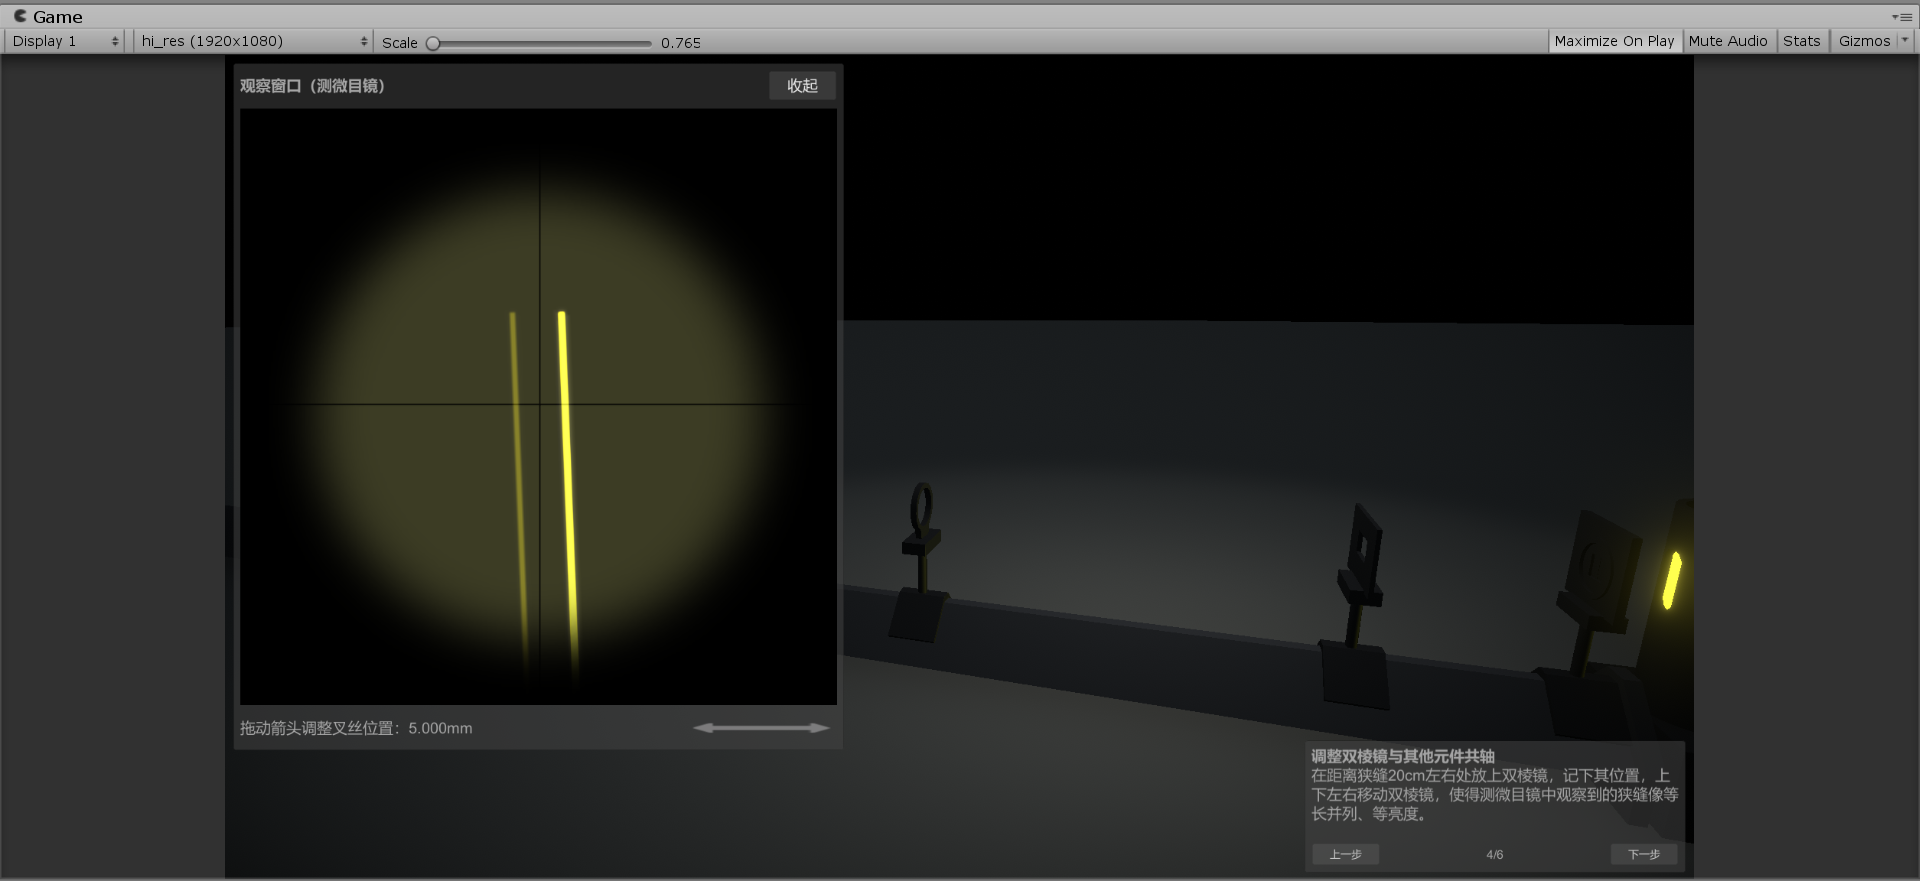 Game
Display 1
hi_res (1920x1080)
Scale
0.765
Maximize On Play
Mute Audio
Stats
Gizmos
观察窗口（测微目镜）
收起
拖动箭头调整叉丝位置：5.000mm
调整双棱镜与其他元件共轴
在距离狭缝20cm左右处放上双棱镜，记下其位置，上
下左右移动双棱镜，使得测微目镜中观察到的狭缝像等
长并列、等亮度。
上一步
4/6
下一步